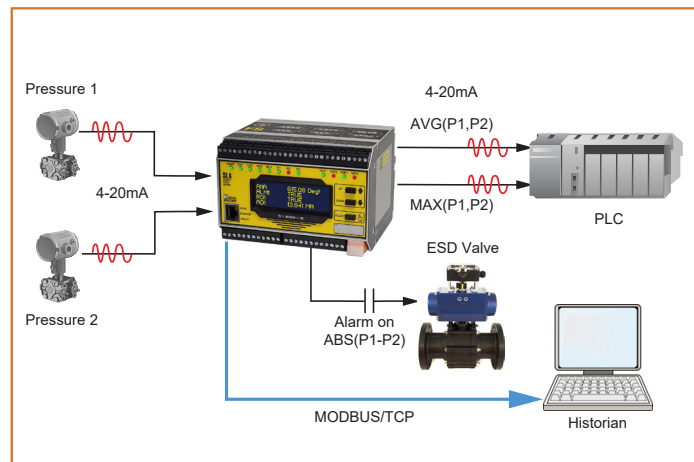 Pressure 1
4-20mA
AVG(P1,P2)
4-20mA
MAX(P1,P2)
PLC
SLA
ESD Valve
Pressure 2
Alarm on
ABS(P1-P2)
MODBUS/TCP
Historian